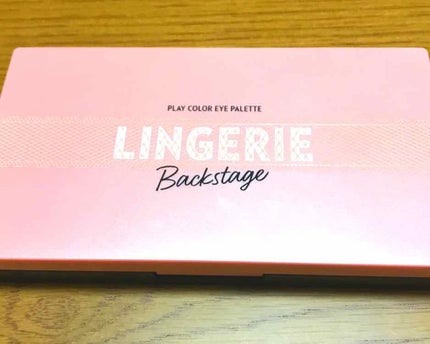 PLAY COLOR EYE PALETTE
LINGERIE
Backstage